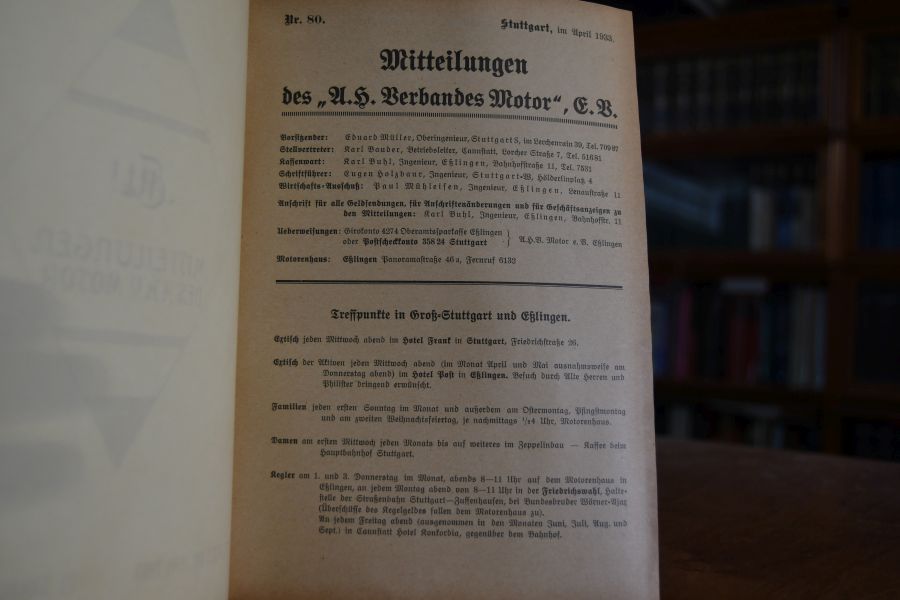 Nr. 80.
Stuttgart, im April 1933.
Mitteilungen
des „A.H. Verbandes Motor“, E.V.
Vorsitzender: Eduard Müller, Oberingenieur, Stuttgart S, im Lerchenrain 39, Tel. 70987
Stellvertreter: Karl Bauder, Betriebsleiter, Cannstatt, Lorcher Straße 7, Tel. 51681
Kassenwart: Karl Buhl, Ingenieur, Eßlingen, Bahnhofstraße 11, Tel. 7531
Schriftführer: Eugen Holzbaur, Ingenieur, Stuttgart-W, Hölderlinplatz 4
Wirtschafts-Ausschuß: Paul Mühleisen, Ingenieur, Eßlingen, Lenaustraße 11
Anschrift für alle Geldsendungen, für Anschriftenänderungen und für Geschäftsanzeigen zu
den Mitteilungen: Karl Buhl, Ingenieur, Eßlingen, Bahnhofstr. 11
Ueberweisungen: Girokonto 4274 Oberamtssparkasse Eßlingen
oder Postscheckkonto 358 24 Stuttgart } A.H.V. Motor e. V. Eßlingen
Motorenhaus: Eßlingen Panoramastraße 46 a, Fernruf 6132
Treffpunkte in Groß-Stuttgart und Eßlingen.
Extisch jeden Mittwoch abend im Hotel Frank in Stuttgart, Friedrichstraße 26.
Extisch der Aktiven jeden Mittwoch abend (im Monat April und Mai ausnahmsweise am
Donnerstag abend) im Hotel Post in Eßlingen. Besuch durch Alte Herren und
Philister dringend erwünscht.
Familien jeden ersten Sonntag im Monat und außerdem am Ostermontag, Pfingstmontag
und am zweiten Weihnachtsfeiertag, je nachmittags 1/24 Uhr, Motorenhaus.
Damen am ersten Mittwoch jeden Monats bis auf weiteres im Zeppelinbau — Kaffee beim
Hauptbahnhof Stuttgart.
Kegler am 1. und 3. Donnerstag im Monat, abends 8—11 Uhr auf dem Motorenhaus in
Eßlingen, an jedem Montag abend von 8—11 Uhr in der Friedrichswahl, Halte-
stelle der Straßenbahn Stuttgart—Zuffenhausen, bei Bundesbruder Wörner-Ajax
(Überschüsse des Kegelgeldes fallen dem Motorenhaus zu).
An jedem Freitag abend (ausgenommen in den Monaten Juni, Juli, Aug. und
Sept.) in Cannstatt Hotel Konkordia, gegenüber dem Bahnhof.